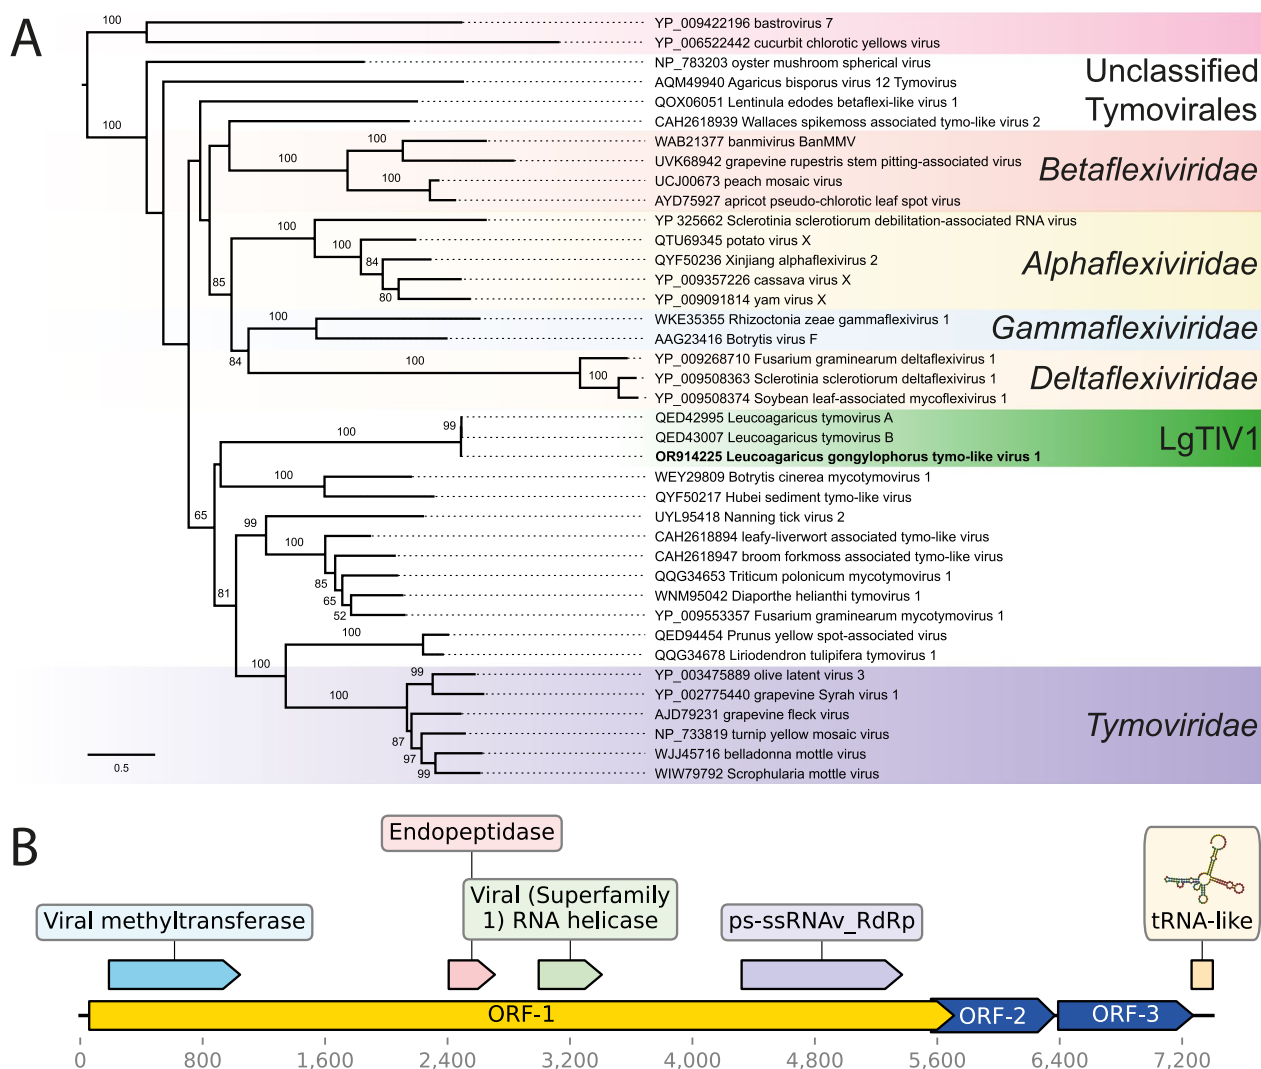 A
100
YP_009422196 bastrovirus 7
YP_006522442 cucurbit chlorotic yellows virus
NP_783203 oyster mushroom spherical virus
Unclassified
AQM49940 Agaricus bisporus virus 12 Tymovirus
QOX06051 Lentinula edodes betaflexi-like virus 1
Tymovirales
100
CAH2618939 Wallaces spikemoss associated tymo-like virus 2
100
WAB21377 banmivirus BanMMV
100
UVK68942 grapevine rupestris stem pitting-associated virus
Betaflexiviridae
100
UCJ00673 peach mosaic virus
AYD75927 apricot pseudo-chlorotic leaf spot virus
YP 325662 Sclerotinia sclerotiorum debilitation-associated RNA virus
100
QTU69345 potato virus X
100
84
QYF50236 Xinjiang alphaflexivirus 2
Alphaflexiviridae
85
YP_009357226 cassava virus X
80
YP_009091814 yam virus X
100
WKE35355 Rhizoctonia zeae gammaflexivirus 1
Gammaflexiviridae
AAG23416 Botrytis virus F
84
100
YP_009268710 Fusarium graminearum deltaflexivirus 1
100
YP_009508363 Sclerotinia sclerotiorum deltaflexivirus 1
Deltaflexiviridae
YP_009508374 Soybean leaf-associated mycoflexivirus 1
QED42995 Leucoagaricus tymovirus A
99
100
QED43007 Leucoagaricus tymovirus B
LgTlV1
OR914225 Leucoagaricus gongylophorus tymo-like virus 1
100
WEY29809 Botrytis cinerea mycotymovirus 1
QYF50217 Hubei sediment tymo-like virus
65
99
UYL95418 Nanning tick virus 2
100
CAH2618894 leafy-liverwort associated tymo-like virus
CAH2618947 broom forkmoss associated tymo-like virus
85
QQG34653 Triticum polonicum mycotymovirus 1
81
65
WNM95042 Diaporthe helianthi tymovirus 1
52
YP_009553357 Fusarium graminearum mycotymovirus 1
100
QED94454 Prunus yellow spot-associated virus
QQG34678 Liriodendron tulipifera tymovirus 1
100
99
YP_003475889 olive latent virus 3
100
YP_002775440 grapevine Syrah virus 1
AJD79231 grapevine fleck virus
Tymoviridae
87
NP_733819 turnip yellow mosaic virus
97
WJJ45716 belladonna mottle virus
99
WIW79792 Scrophularia mottle virus
0.5
B
Endopeptidase
Viral methyltransferase
Viral (Superfamily
1) RNA helicase
ps-ssRNAv_RdRp
tRNA-like
ORF-1
ORF-2
ORF-3
0
800
1,600
2,400
3,200
4,000
4,800
5,600
6,400
7,200